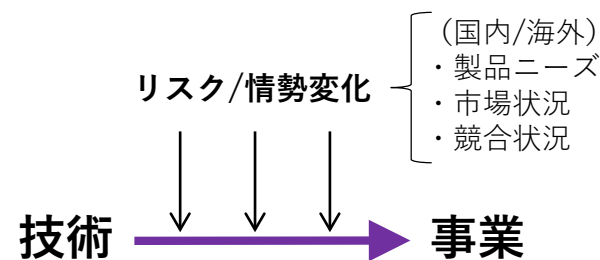 (国内/海外)
・製品ニーズ
リスク/情勢変化
・市場状況
・競合状況
技術
事業